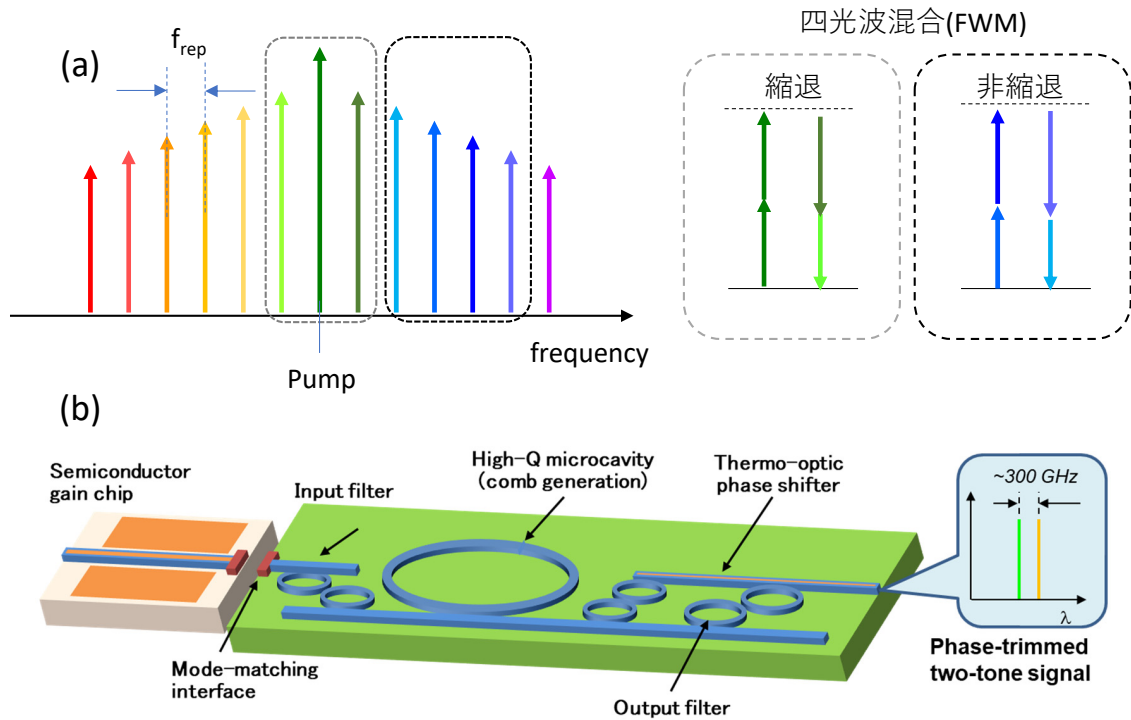 (a)
f_rep
frequency
Pump
四光波混合(FWM)
縮退
非縮退
(b)
Semiconductor
gain chip
Input filter
High-Q microcavity
(comb generation)
Thermo-optic
phase shifter
~300 GHz
λ
Phase-trimmed
two-tone signal
Mode-matching
interface
Output filter